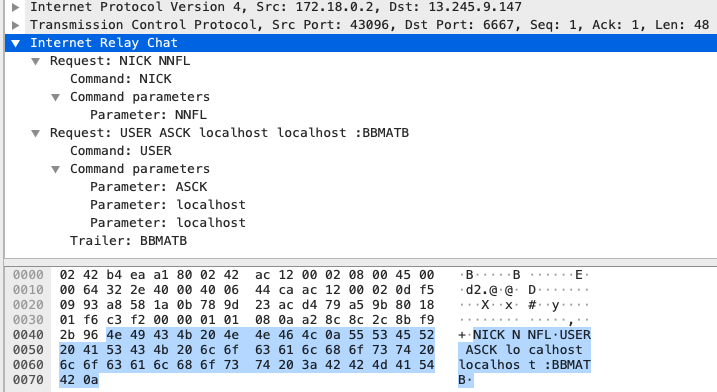 Internet Protocol Version 4, Src: 172.18.0.2, Dst: 13.245.9.147
Transmission Control Protocol, Src Port: 43096, Dst Port: 6667, Seq: 1, Ack: 1, Len: 48
Internet Relay Chat
Request: NICK NNFL
Command: NICK
Command parameters
Parameter: NNFL
Request: USER ASCK localhost localhost :BBMATB
Command: USER
Command parameters
Parameter: ASCK
Parameter: localhost
Parameter: localhost
Trailer: BBMATB
0000 02 42 b4 ea a1 80 02 42 ac 12 00 02 08 00 45 00 ·B·····B ······E·
0010 00 64 32 2e 40 00 40 06 44 ca ac 12 00 02 0d f5 ·d2.@·@· D·······
0020 09 93 a8 58 1a 0b 78 9d 23 ac d4 79 a5 9b 80 18 ···X··x· #··y····
0030 01 f6 c3 f2 00 00 01 01 08 0a a2 8c 8c 2c 8b f9 ········ ·····,··
0040 2b 96 4e 49 43 4b 20 4e 4e 46 4c 0a 55 53 45 52 +·NICK N NFL·USER
0050 20 41 53 43 4b 20 6c 6f 63 61 6c 68 6f 73 74 20 ASCK lo calhost
0060 6c 6f 63 61 6c 68 6f 73 74 20 3a 42 42 4d 41 54 localhos t :BBMAT
0070 42 0a B·